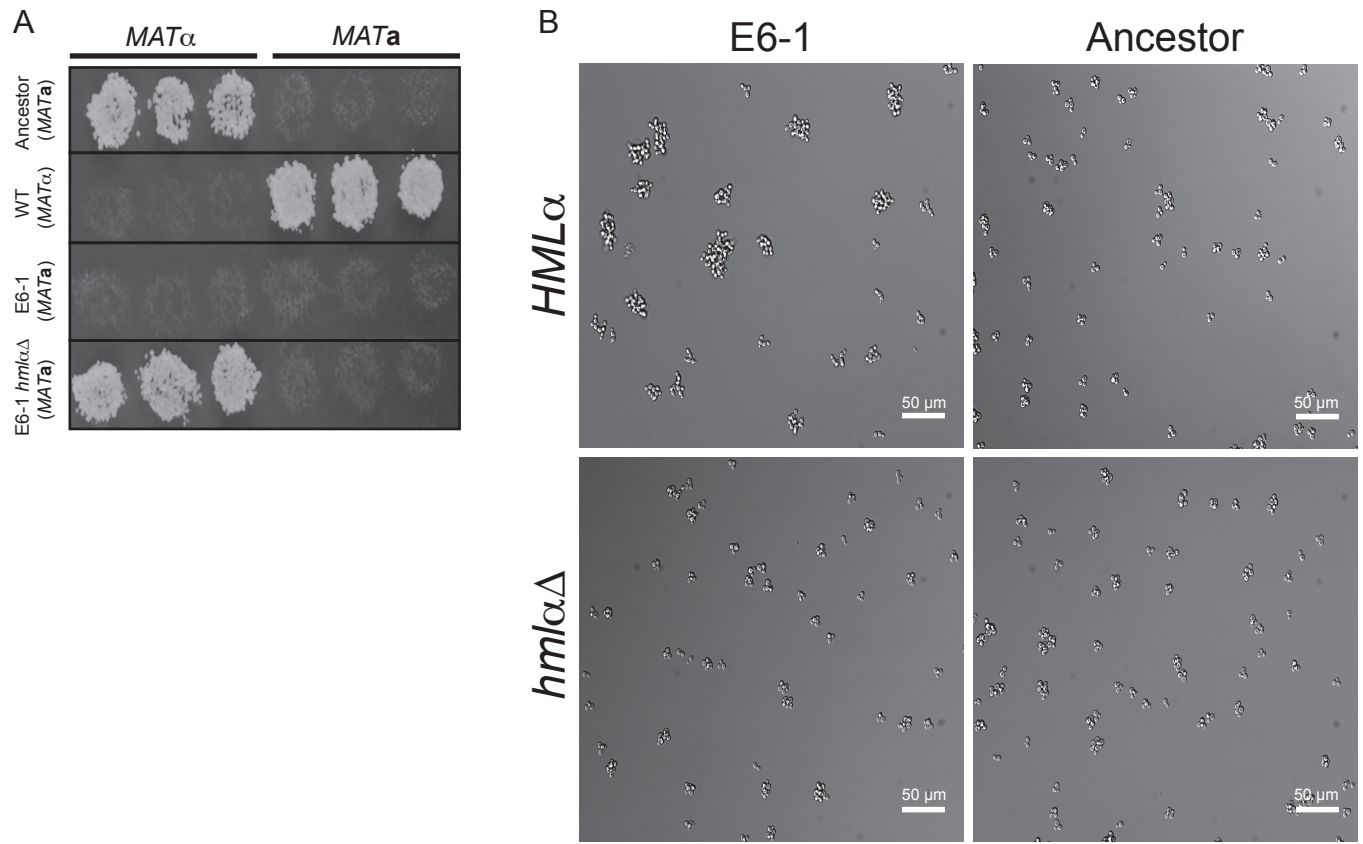 A
MATα MATa
Ancestor
(MATa)
WT
(MATα)
E6-1
(MATa)
E6-1 hmlαΔ
(MATa)
B
E6-1 Ancestor
HMLα
50 µm
50 µm
hmlαΔ
50 µm
50 µm